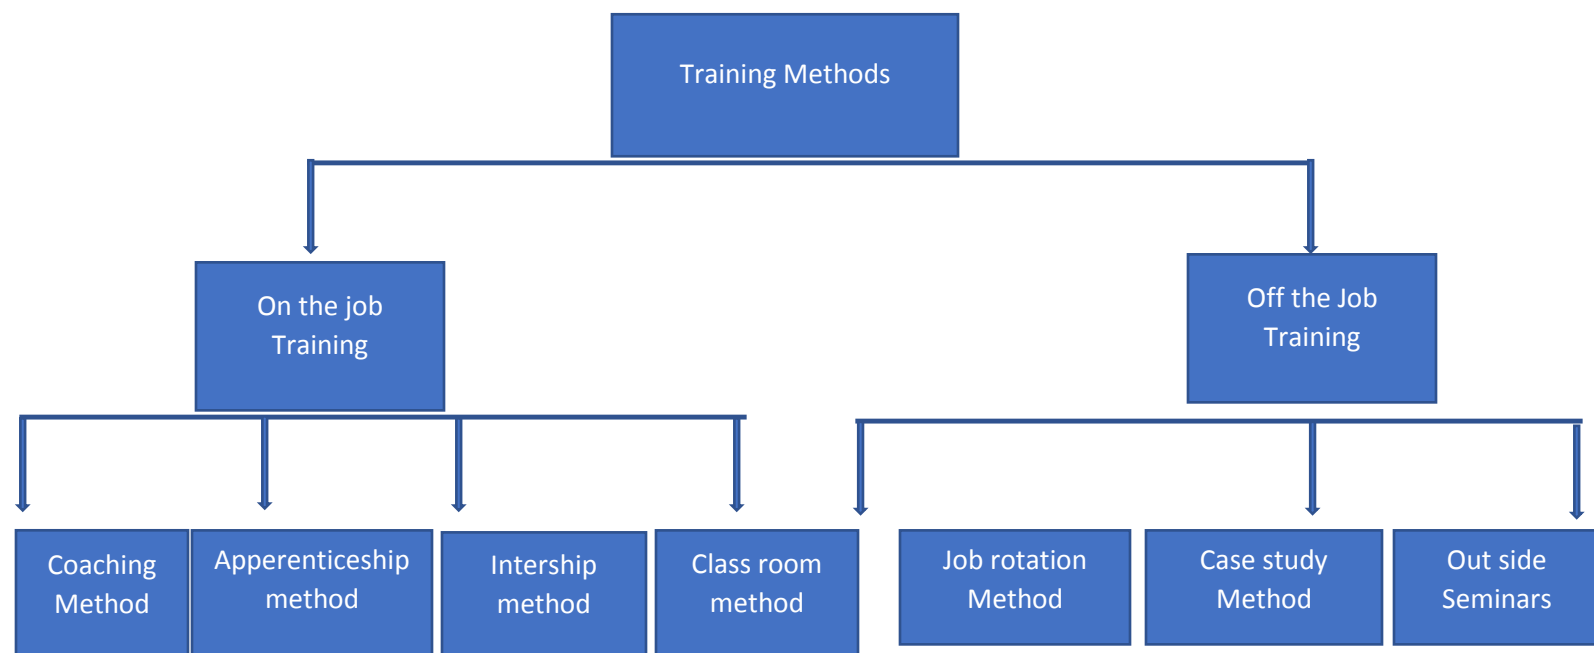 Training Methods
On the job
Training
Off the Job
Training
Coaching
Method
Apperenticeship
method
Intership
method
Class room
method
Job rotation
Method
Case study
Method
Out side
Seminars